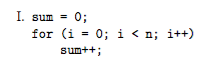 I. sum = 0;
for (i = 0; i < n; i++)
sum++;